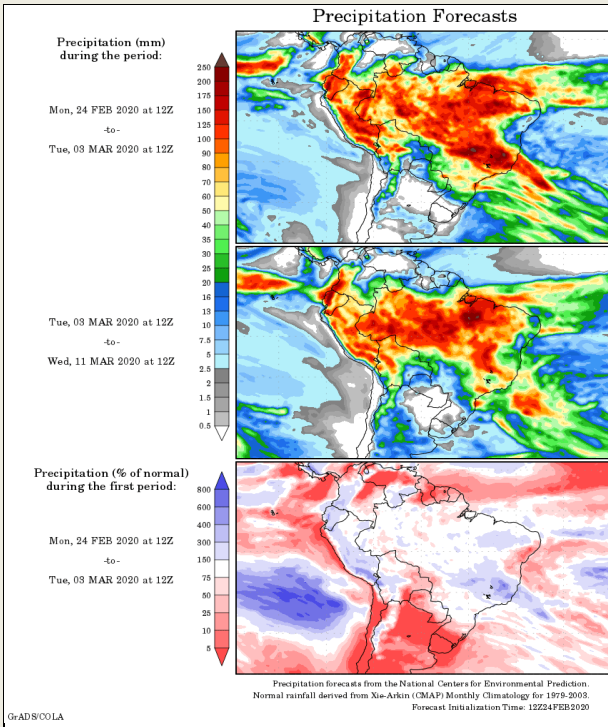 Precipitation Forecasts
Precipitation (mm)
during the period:
Mon, 24 FEB 2020 at 12Z
-to-
Tue, 03 MAR 2020 at 12Z
250
200
175
150
125
100
90
80
70
60
50
40
35
30
25
20
16
13
10
7.5
5
2.5
2
1.5
1
0.5
Tue, 03 MAR 2020 at 12Z
-to-
Wed, 11 MAR 2020 at 12Z
Precipitation (% of normal)
during the first period:
Mon, 24 FEB 2020 at 12Z
-to-
Tue, 03 MAR 2020 at 12Z
800
600
400
300
150
75
50
25
10
5
Precipitation forecasts from the National Centers for Environmental Prediction.
Normal rainfall derived from Xie-Arkin (CMAP) Monthly Climatology for 1979-2003.
Forecast Initialization Time: 12Z24FEB2020
GrADS/COLA